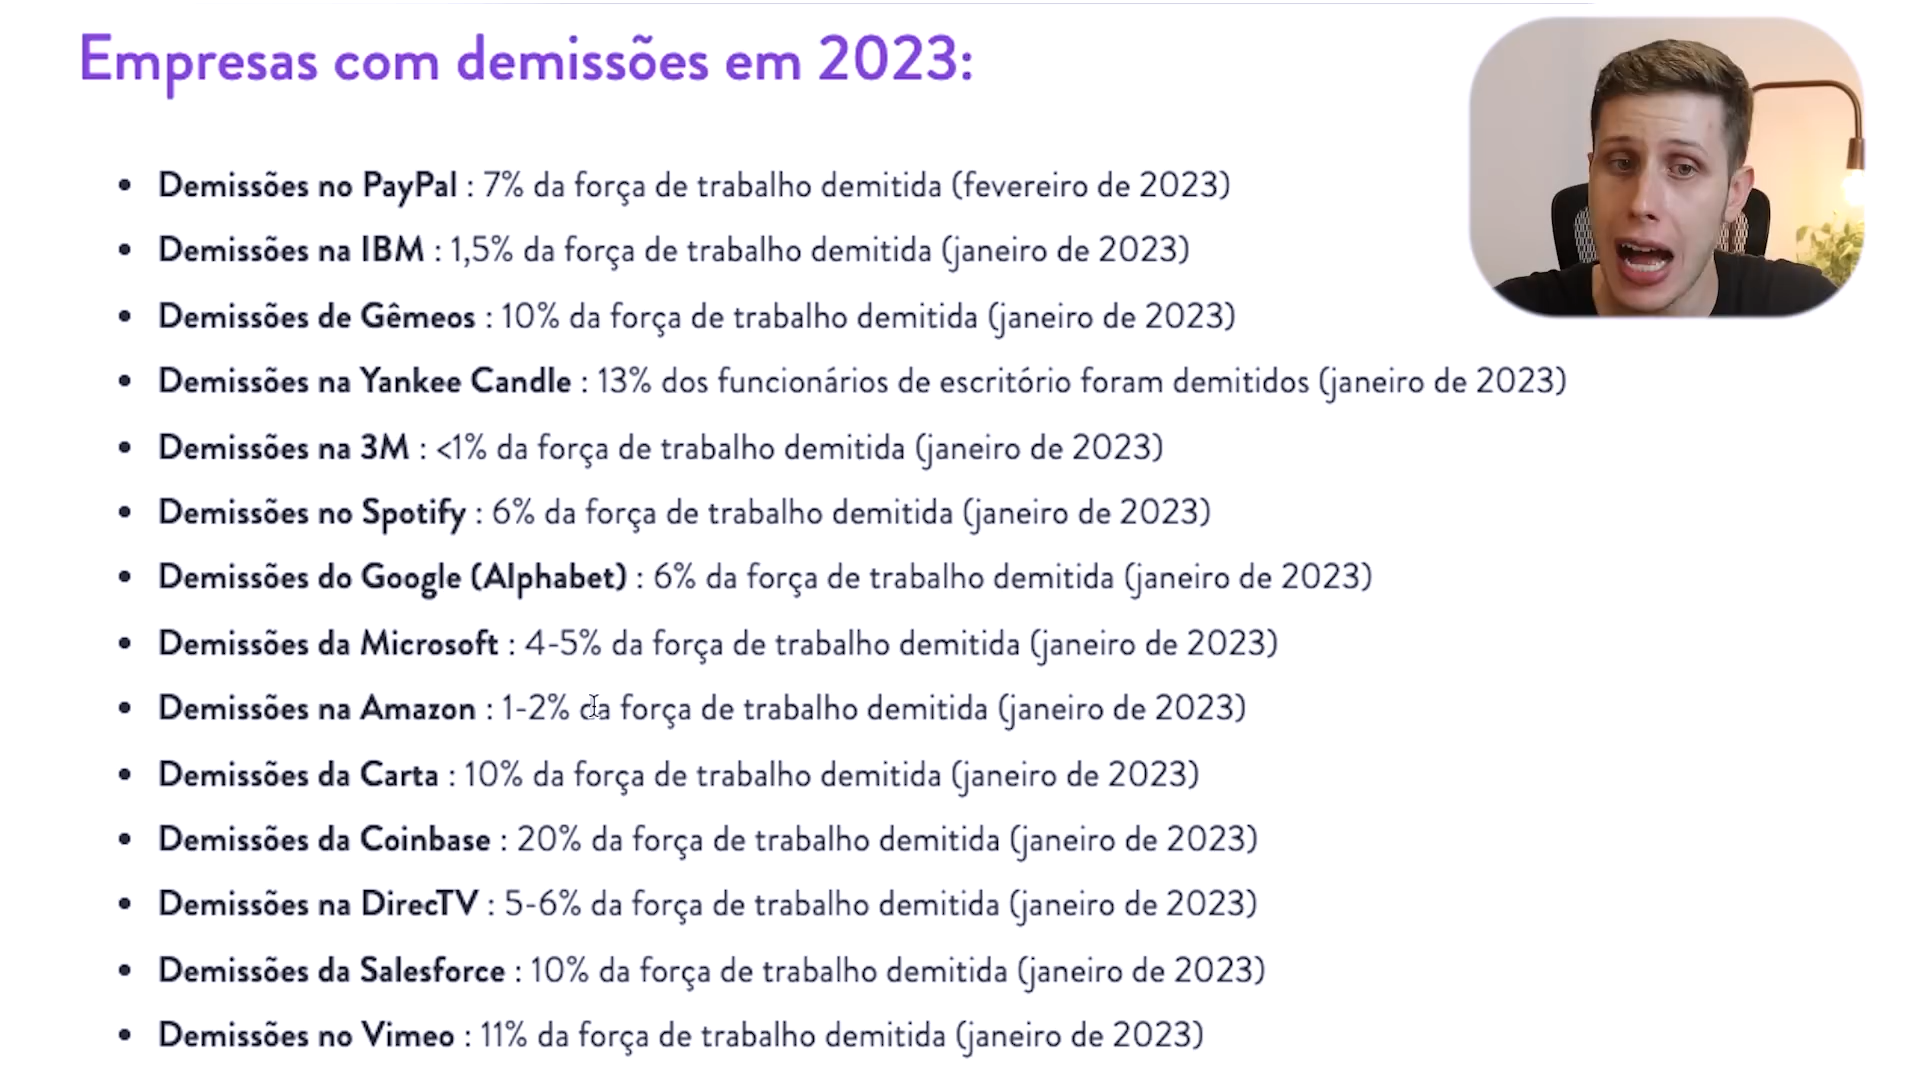 Empresas com demissões em 2023:
Demissões no PayPal : 7% da força de trabalho demitida (fevereiro de 2023)
Demissões na IBM : 1,5% da força de trabalho demitida (janeiro de 2023)
Demissões de Gêmeos : 10% da força de trabalho demitida (janeiro de 2023)
Demissões na Yankee Candle : 13% dos funcionários de escritório foram demitidos (janeiro de 2023)
Demissões na 3M : <1% da força de trabalho demitida (janeiro de 2023)
Demissões no Spotify : 6% da força de trabalho demitida (janeiro de 2023)
Demissões do Google (Alphabet) : 6% da força de trabalho demitida (janeiro de 2023)
Demissões da Microsoft : 4-5% da força de trabalho demitida (janeiro de 2023)
Demissões na Amazon : 1-2% da força de trabalho demitida (janeiro de 2023)
Demissões da Carta : 10% da força de trabalho demitida (janeiro de 2023)
Demissões da Coinbase : 20% da força de trabalho demitida (janeiro de 2023)
Demissões na DirecTV : 5-6% da força de trabalho demitida (janeiro de 2023)
Demissões da Salesforce : 10% da força de trabalho demitida (janeiro de 2023)
Demissões no Vimeo : 11% da força de trabalho demitida (janeiro de 2023)